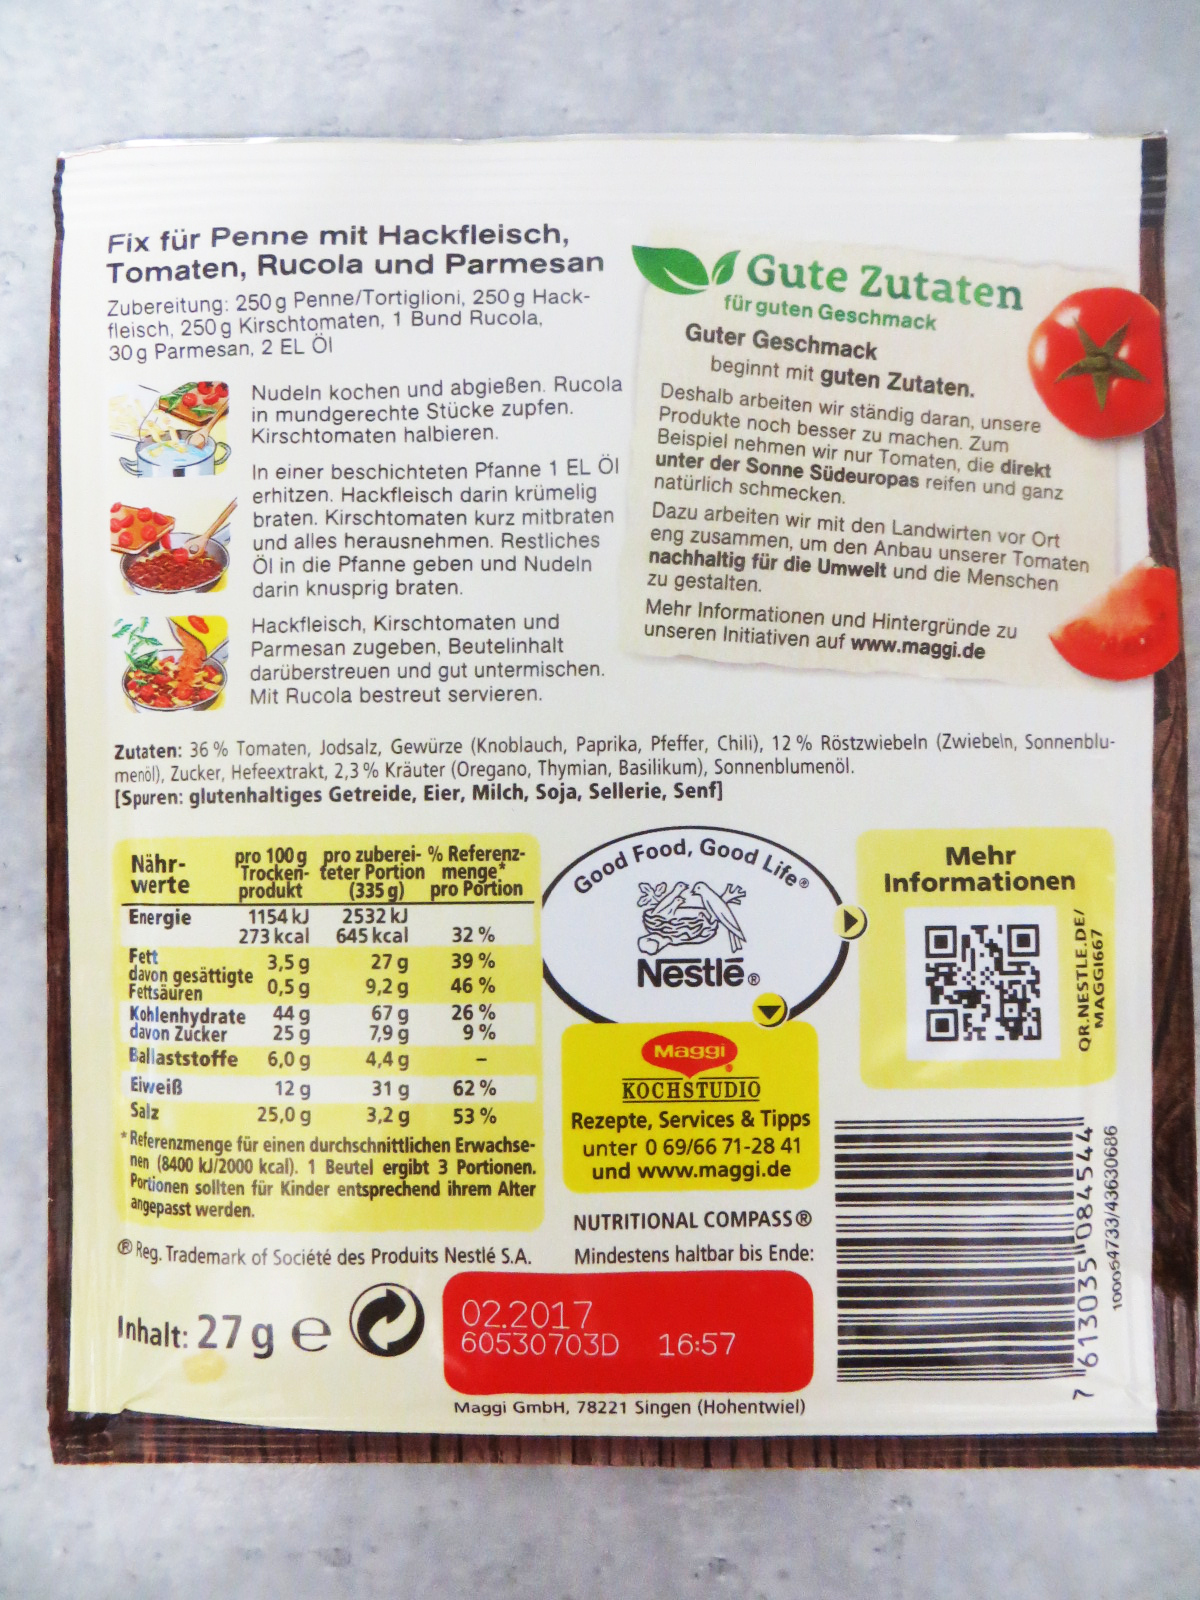 Fix für Penne mit Hackfleisch,
Tomaten, Rucola und Parmesan
Zubereitung: 250 g Penne/Tortiglioni, 250 g Hack-
fleisch, 250 g Kirschtomaten, 1 Bund Rucola,
30 g Parmesan, 2 EL Öl
Nudeln kochen und abgießen. Rucola
in mundgerechte Stücke zupfen.
Kirschtomaten halbieren.
In einer beschichteten Pfanne 1 EL Öl
erhitzen. Hackfleisch darin krümelig
braten. Kirschtomaten kurz mitbraten
und alles herausnehmen. Restliches
Öl in die Pfanne geben und Nudeln
darin knusprig braten.
Hackfleisch, Kirschtomaten und
Parmesan zugeben, Beutelinhalt
darüberstreuen und gut untermischen.
Mit Rucola bestreut servieren.
Gute Zutaten
für guten Geschmack
Guter Geschmack
beginnt mit guten Zutaten.
Deshalb arbeiten wir ständig daran, unsere
Produkte noch besser zu machen. Zum
Beispiel nehmen wir nur Tomaten, die direkt
unter der Sonne Südeuropas reifen und ganz
natürlich schmecken.
Dazu arbeiten wir mit den Landwirten vor Ort
eng zusammen, um den Anbau unserer Tomaten
nachhaltig für die Umwelt und die Menschen
zu gestalten.
Mehr Informationen und Hintergründe zu
unseren Initiativen auf www.maggi.de
Zutaten: 36 % Tomaten, Jodsalz, Gewürze (Knoblauch, Paprika, Pfeffer, Chili), 12 % Röstzwiebeln (Zwiebeln, Sonnenblu-
menöl), Zucker, Hefeextrakt, 2,3 % Kräuter (Oregano, Thymian, Basilikum), Sonnenblumenöl.
[Spuren: glutenhaltiges Getreide, Eier, Milch, Soja, Sellerie, Senf]
Nähr- pro 100 g pro zuberei- % Referenz-
werte Trocken- teter Portion menge*
produkt (335 g) pro Portion
Energie 1154 kJ 2532 kJ
273 kcal 645 kcal 32 %
Fett 3,5 g 27 g 39 %
davon gesättigte
Fettsäuren 0,5 g 9,2 g 46 %
Kohlenhydrate 44 g 67 g 26 %
davon Zucker 25 g 7,9 g 9 %
Ballaststoffe 6,0 g 4,4 g –
Eiweiß 12 g 31 g 62 %
Salz 25,0 g 3,2 g 53 %
* Referenzmenge für einen durchschnittlichen Erwachse-
nen (8400 kJ/2000 kcal). 1 Beutel ergibt 3 Portionen.
Portionen sollten für Kinder entsprechend ihrem Alter
angepasst werden.
® Reg. Trademark of Société des Produits Nestlé S.A.
Inhalt: 27 g e
Good Food, Good Life®
Nestlé®
Maggi
KOCHSTUDIO
Rezepte, Services & Tipps
unter 0 69/66 71-28 41
und www.maggi.de
NUTRITIONAL COMPASS®
Mindestens haltbar bis Ende:
02.2017
60530703D 16:57
Maggi GmbH, 78221 Singen (Hohentwiel)
Mehr
Informationen
QR.NESTLE.DE/
MAGGI667
7 613035 084544
100064733/43630686